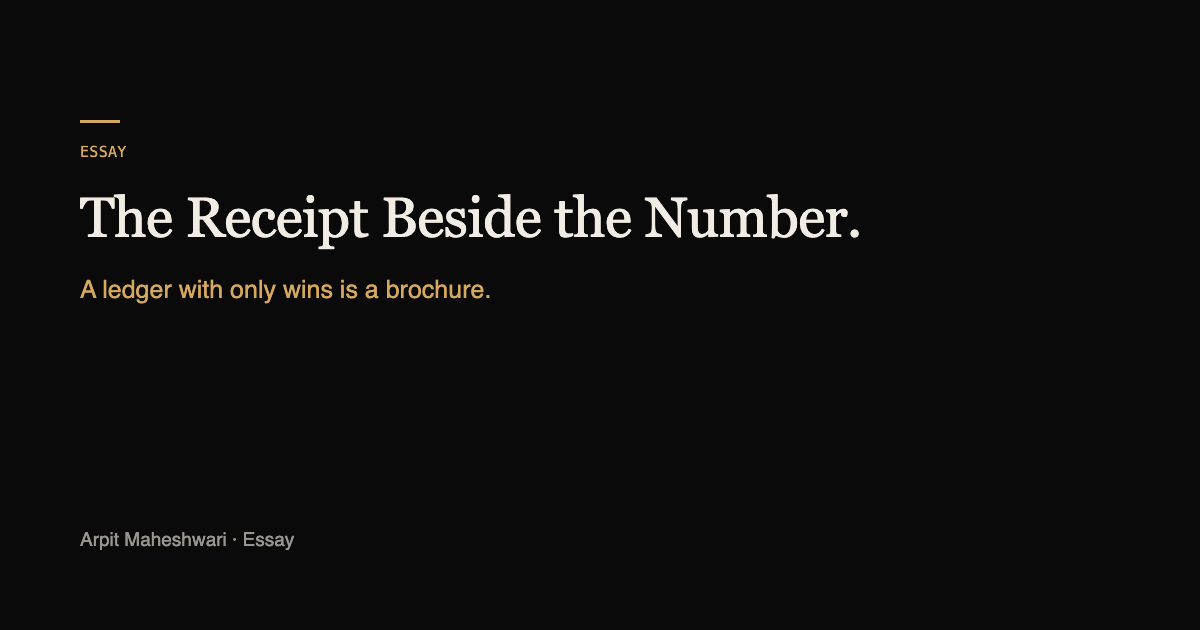 ESSAY
The Receipt Beside the Number.
A ledger with only wins is a brochure.
Arpit Maheshwari · Essay